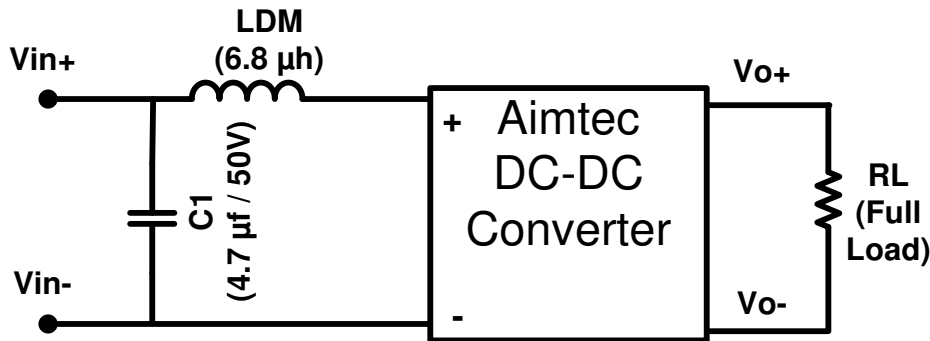 LDM
(6.8 µh)
Vin+
Vo+
+
Aimtec
DC-DC
Converter
C1
(4.7 µf / 50V)
RL
(Full
Load)
Vin-
-
Vo-